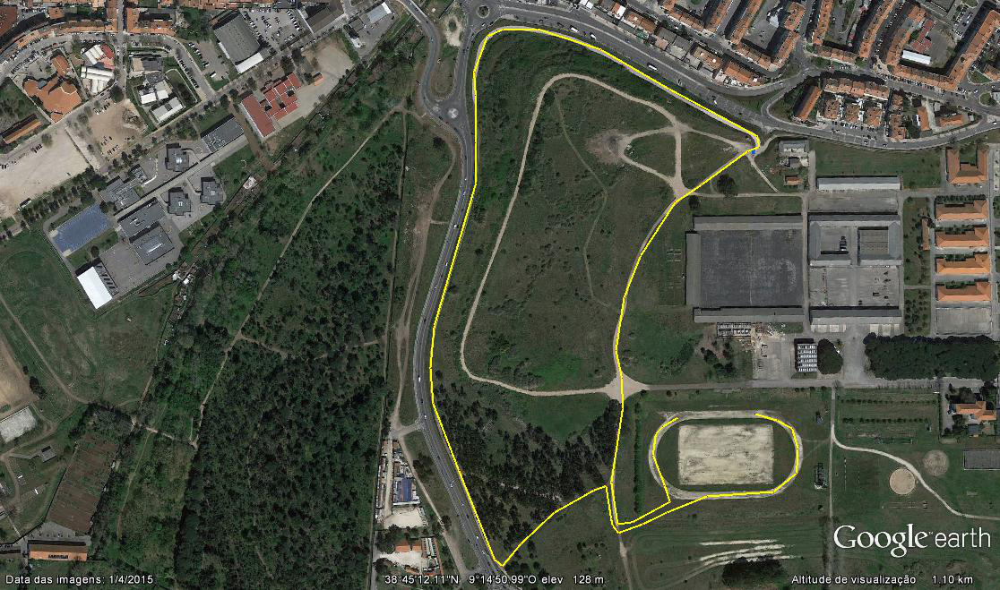 Google earth
Data das imagens: 1/4/2015
38°45'12.11"N 9°14'50.99"O elev 128 m
Altitude de visualização 1.10 km